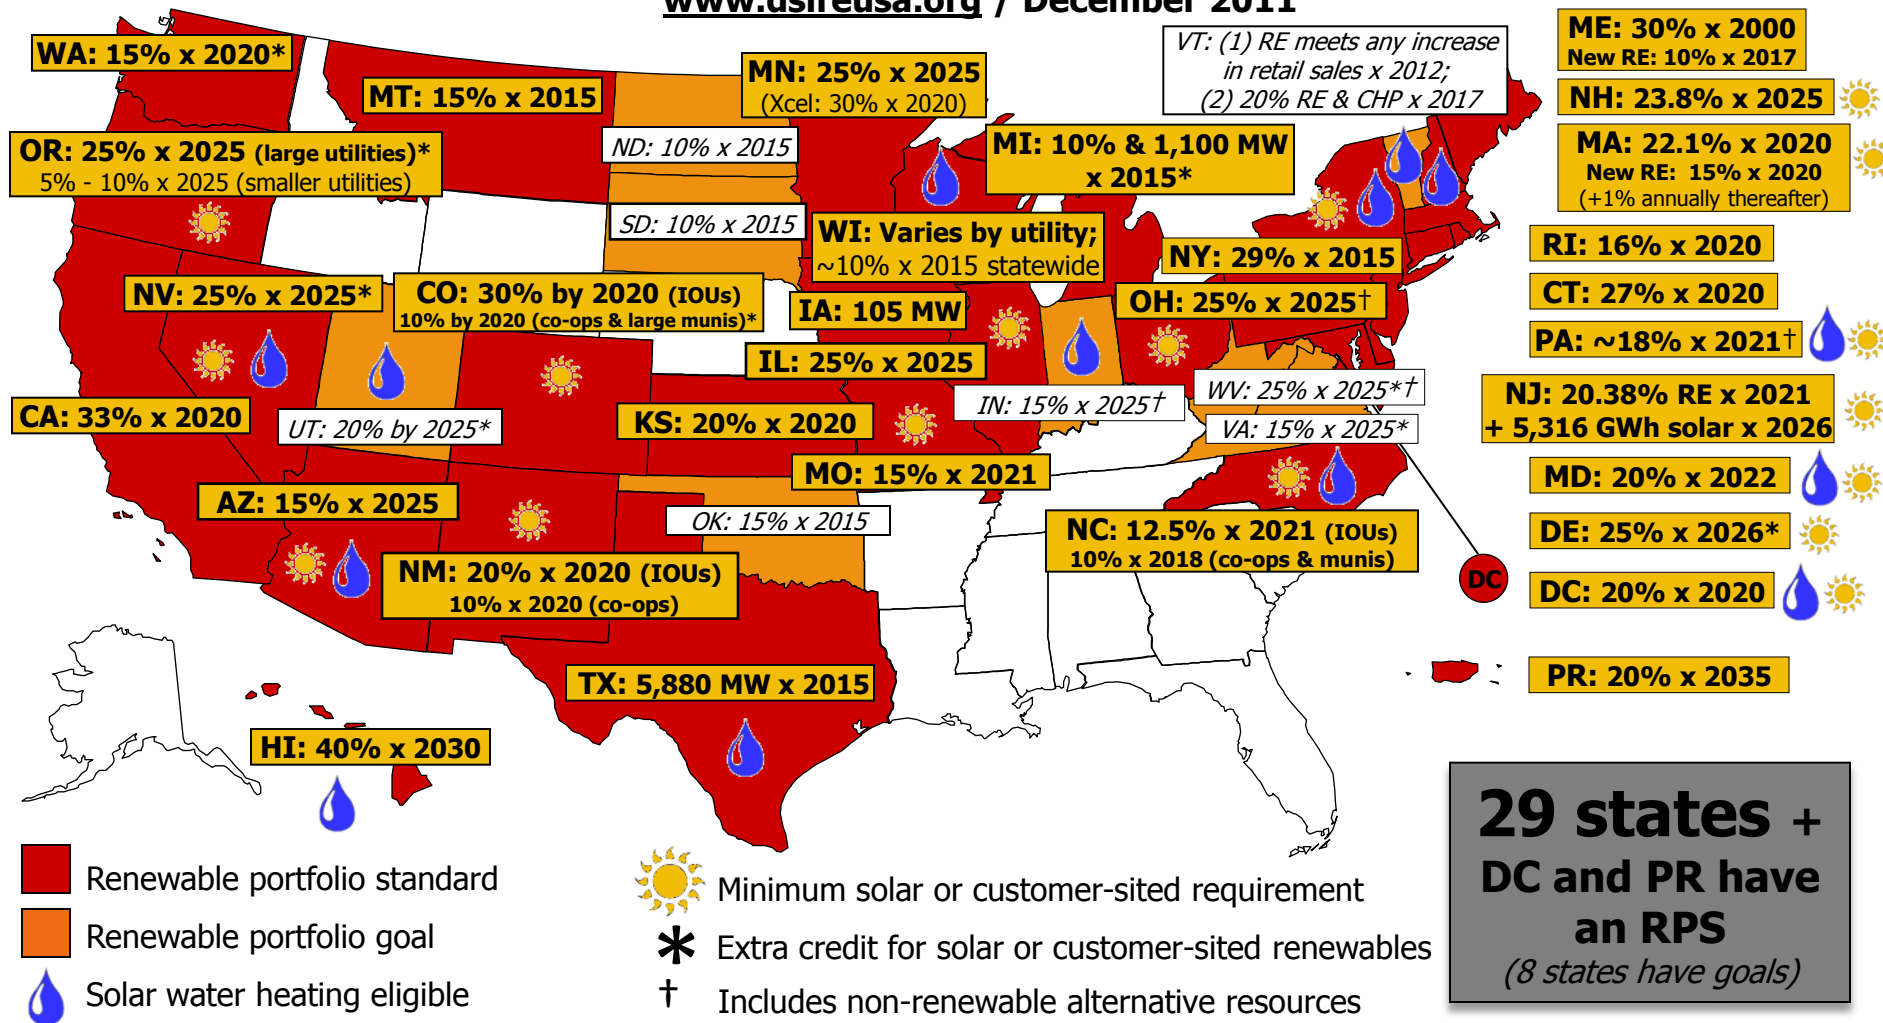 www.dsireusa.org / December 2011
WA: 15% x 2020*
MT: 15% x 2015
MN: 25% x 2025
(Xcel: 30% x 2020)
VT: (1) RE meets any increase
in retail sales x 2012;
(2) 20% RE & CHP x 2017
ME: 30% x 2000
New RE: 10% x 2017
NH: 23.8% x 2025
OR: 25% x 2025 (large utilities)*
5% - 10% x 2025 (smaller utilities)
ND: 10% x 2015
MI: 10% & 1,100 MW
x 2015*
MA: 22.1% x 2020
New RE: 15% x 2020
(+1% annually thereafter)
SD: 10% x 2015
WI: Varies by utility;
~10% x 2015 statewide
NY: 29% x 2015
RI: 16% x 2020
NV: 25% x 2025*
CO: 30% by 2020 (IOUs)
10% by 2020 (co-ops & large munis)*
IA: 105 MW
OH: 25% x 2025†
CT: 27% x 2020
IL: 25% x 2025
PA: ~18% x 2021†
CA: 33% x 2020
UT: 20% by 2025*
KS: 20% x 2020
IN: 15% x 2025†
WV: 25% x 2025*†
VA: 15% x 2025*
NJ: 20.38% RE x 2021
+ 5,316 GWh solar x 2026
MO: 15% x 2021
MD: 20% x 2022
AZ: 15% x 2025
OK: 15% x 2015
NC: 12.5% x 2021 (IOUs)
10% x 2018 (co-ops & munis)
DE: 25% x 2026*
NM: 20% x 2020 (IOUs)
10% x 2020 (co-ops)
DC
DC: 20% x 2020
TX: 5,880 MW x 2015
PR: 20% x 2035
HI: 40% x 2030
29 states +
DC and PR have
an RPS
(8 states have goals)
Renewable portfolio standard
Renewable portfolio goal
Solar water heating eligible
Minimum solar or customer-sited requirement
* Extra credit for solar or customer-sited renewables
† Includes non-renewable alternative resources